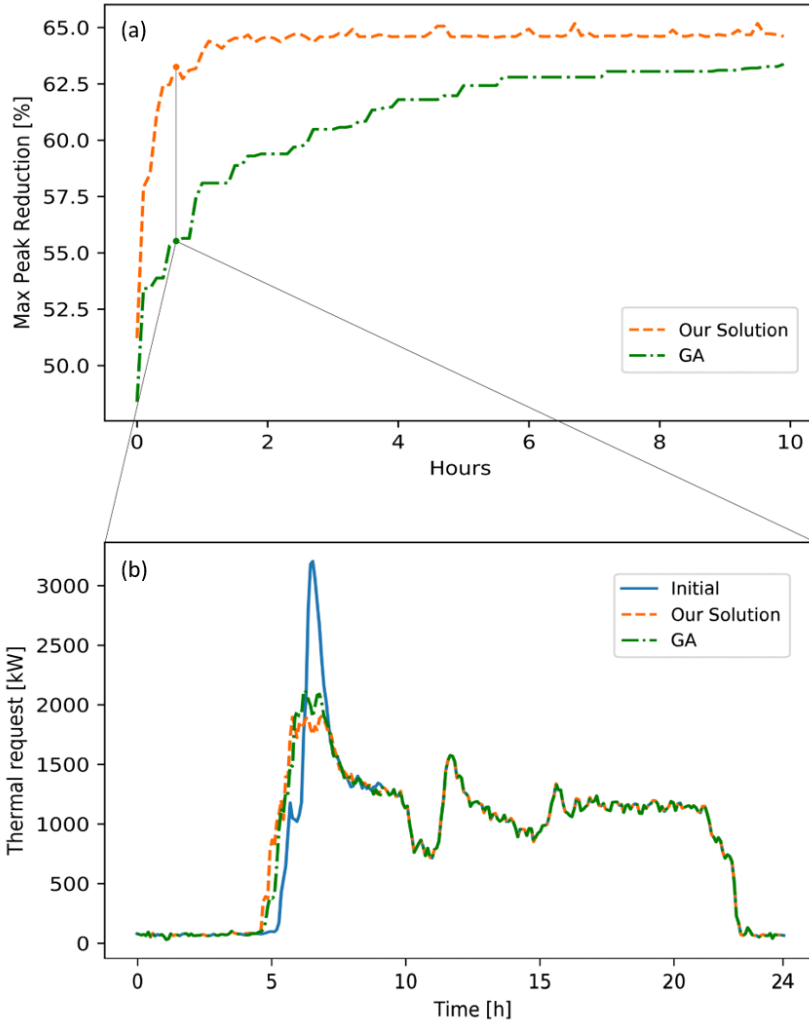 (a)
65.0
62.5
60.0
57.5
55.0
52.5
50.0
Max Peak Reduction [%]
Our Solution
GA
0 2 4 6 8 10
Hours
(b)
3000
2500
2000
1500
1000
500
0
Thermal request [kW]
Initial
Our Solution
GA
0 5 10 15 20 24
Time [h]